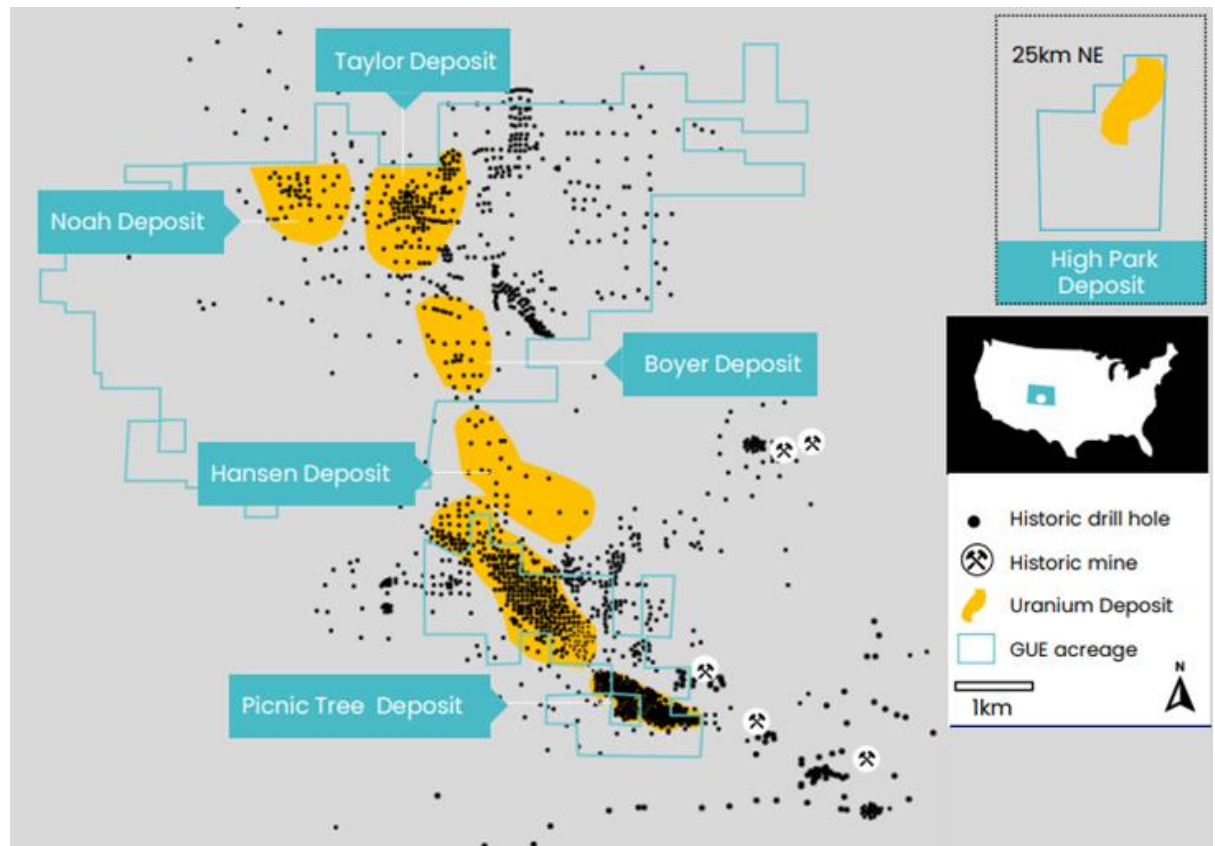 Taylor Deposit
25km NE
Noah Deposit
High Park
Deposit
Boyer Deposit
Hansen Deposit
Historic drill hole
Historic mine
Uranium Deposit
GUE acreage
N
1km
Picnic Tree Deposit